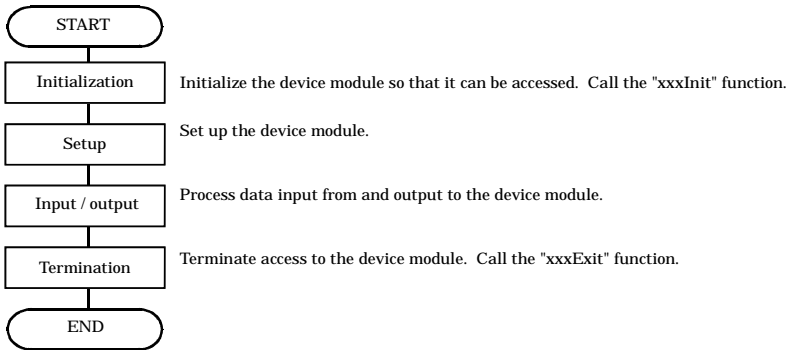 START
Initialization
Initialize the device module so that it can be accessed. Call the "xxxInit" function.
Setup
Set up the device module.
Input / output
Process data input from and output to the device module.
Termination
Terminate access to the device module. Call the "xxxExit" function.
END